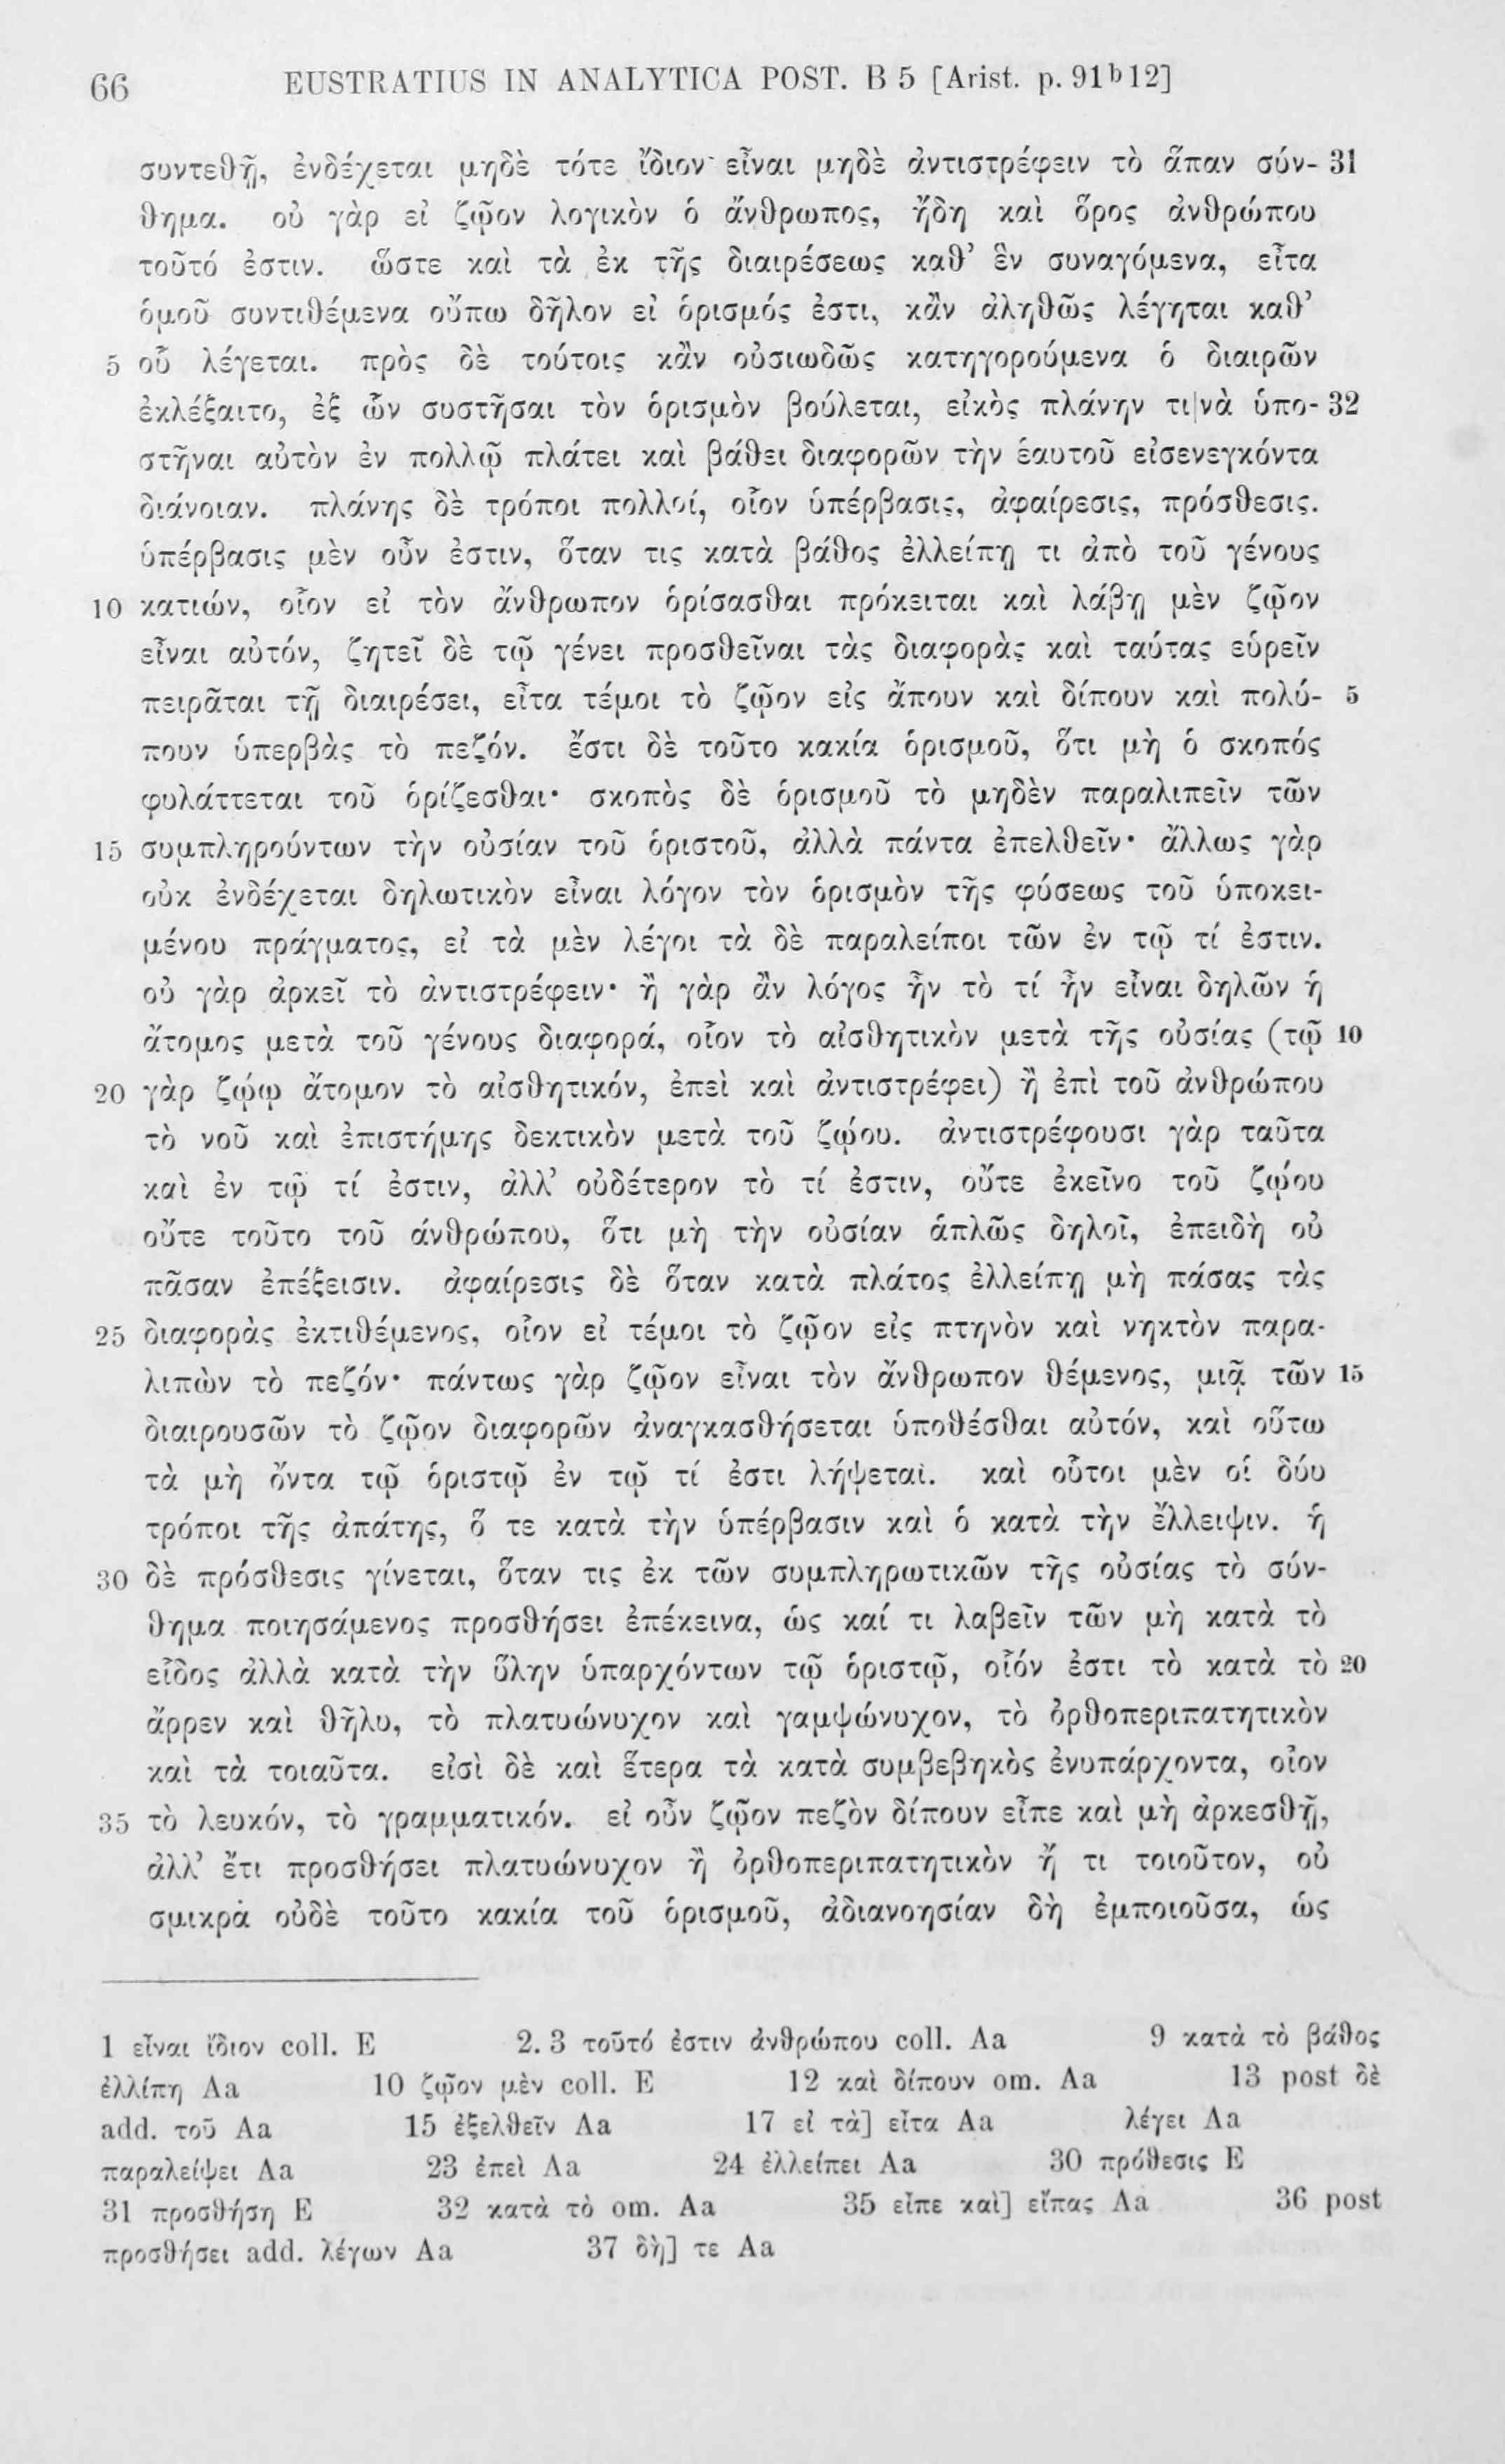 66 EUSTRATIUS IN ANALYTICA POST. B 5 [Arist. p. 91ᵇ12]
συντεθῇ, ἐνδέχεται μηδὲ τότε ἴδιον εἶναι μηδὲ ἀντιστρέφειν τὸ ἅπαν σύν- 31
θημα. οὐ γὰρ εἰ ζῷον λογικὸν ὁ ἄνθρωπος, ἤδη καὶ ὅρος ἀνθρώπου
τοῦτό ἐστιν. ὥστε καὶ τὰ ἐκ τῆς διαιρέσεως καθ’ ἓν συναγόμενα, εἶτα
ὁμοῦ συντιθέμενα οὔπω δῆλον εἰ ὁρισμός ἐστι, κἂν ἀληθῶς λέγηται καθ’
5 οὗ λέγεται. πρὸς δὲ τούτοις κἂν οὐσιωδῶς κατηγορούμενα ὁ διαιρῶν
ἐκλέξαιτο, ἐξ ὧν συστῆσαι τὸν ὁρισμὸν βούλεται, εἰκὸς πλάνην τι|νὰ ὑπο- 32
στῆναι αὐτὸν ἐν πολλῷ πλάτει καὶ βάθει διαφορῶν τὴν ἑαυτοῦ εἰσενεγκόντα
διάνοιαν. πλάνης δὲ τρόποι πολλοί, οἷον ὑπέρβασις, ἀφαίρεσις, πρόσθεσις.
ὑπέρβασις μὲν οὖν ἐστιν, ὅταν τις κατὰ βάθος ἐλλείπῃ τι ἀπὸ τοῦ γένους
10 κατιών, οἷον εἰ τὸν ἄνθρωπον ὁρίσασθαι πρόκειται καὶ λάβῃ μὲν ζῷον
εἶναι αὐτόν, ζητεῖ δὲ τῷ γένει προσθεῖναι τὰς διαφορὰς καὶ ταύτας εὑρεῖν
πειρᾶται τῇ διαιρέσει, εἶτα τέμοι τὸ ζῷον εἰς ἄπουν καὶ δίπουν καὶ πολύ- 5
πουν ὑπερβὰς τὸ πεζόν. ἔστι δὲ τοῦτο κακία ὁρισμοῦ, ὅτι μὴ ὁ σκοπός
φυλάττεται τοῦ ὁρίζεσθαι· σκοπὸς δὲ ὁρισμοῦ τὸ μηδὲν παραλιπεῖν τῶν
15 συμπληρούντων τὴν οὐσίαν τοῦ ὁριστοῦ, ἀλλὰ πάντα ἐπελθεῖν· ἄλλως γὰρ
οὐκ ἐνδέχεται δηλωτικὸν εἶναι λόγον τὸν ὁρισμὸν τῆς φύσεως τοῦ ὑποκει-
μένου πράγματος, εἰ τὰ μὲν λέγοι τὰ δὲ παραλείποι τῶν ἐν τῷ τί ἐστιν.
οὐ γὰρ ἀρκεῖ τὸ ἀντιστρέφειν· ἢ γὰρ ἂν λόγος ἦν τὸ τί ἦν εἶναι δηλῶν ἡ
ἄτομος μετὰ τοῦ γένους διαφορά, οἷον τὸ αἰσθητικὸν μετὰ τῆς οὐσίας (τῷ 10
20 γὰρ ζῴῳ ἄτομον τὸ αἰσθητικόν, ἐπεὶ καὶ ἀντιστρέφει) ἢ ἐπὶ τοῦ ἀνθρώπου
τὸ νοῦ καὶ ἐπιστήμης δεκτικὸν μετὰ τοῦ ζῴου. ἀντιστρέφουσι γὰρ ταῦτα
καὶ ἐν τῷ τί ἐστιν, ἀλλ’ οὐδέτερον τὸ τί ἐστιν, οὔτε ἐκεῖνο τοῦ ζῴου
οὔτε τοῦτο τοῦ ἀνθρώπου, ὅτι μὴ τὴν οὐσίαν ἁπλῶς δηλοῖ, ἐπειδὴ οὐ
πᾶσαν ἐπέξεισιν. ἀφαίρεσις δὲ ὅταν κατὰ πλάτος ἐλλείπῃ μὴ πάσας τὰς
25 διαφορὰς ἐκτιθέμενος, οἷον εἰ τέμοι τὸ ζῷον εἰς πτηνὸν καὶ νηκτὸν παρα-
λιπὼν τὸ πεζόν· πάντως γὰρ ζῷον εἶναι τὸν ἄνθρωπον θέμενος, μιᾷ τῶν 15
διαιρουσῶν τὸ ζῷον διαφορῶν ἀναγκασθήσεται ὑποθέσθαι αὐτόν, καὶ οὕτω
τὰ μὴ ὄντα τῷ ὁριστῷ ἐν τῷ τί ἐστι λήψεται. καὶ οὗτοι μὲν οἱ δύο
τρόποι τῆς ἀπάτης, ὅ τε κατὰ τὴν ὑπέρβασιν καὶ ὁ κατὰ τὴν ἔλλειψιν. ἡ
30 δὲ πρόσθεσις γίνεται, ὅταν τις ἐκ τῶν συμπληρωτικῶν τῆς οὐσίας τὸ σύν-
θημα ποιησάμενος προσθήσει ἐπέκεινα, ὡς καί τι λαβεῖν τῶν μὴ κατὰ τὸ
εἶδος ἀλλὰ κατὰ τὴν ὕλην ὑπαρχόντων τῷ ὁριστῷ, οἷόν ἐστι τὸ κατὰ τὸ 20
ἄρρεν καὶ θῆλυ, τὸ πλατυώνυχον καὶ γαμψώνυχον, τὸ ὀρθοπεριπατητικὸν
καὶ τὰ τοιαῦτα. εἰσὶ δὲ καὶ ἕτερα τὰ κατὰ συμβεβηκὸς ἐνυπάρχοντα, οἷον
35 τὸ λευκόν, τὸ γραμματικόν. εἰ οὖν ζῷον πεζὸν δίπουν εἶπε καὶ μὴ ἀρκεσθῇ,
ἀλλ’ ἔτι προσθήσει πλατυώνυχον ἢ ὀρθοπεριπατητικὸν ἤ τι τοιοῦτον, οὐ
σμικρὰ οὐδὲ τοῦτο κακία τοῦ ὁρισμοῦ, ἀδιανοησίαν δὴ ἐμποιοῦσα, ὡς
1 εἶναι ἴδιον coll. E 2. 3 τοῦτό ἐστιν ἀνθρώπου coll. Aa 9 κατὰ τὸ βάθος
ἐλλίπη Aa 10 ζῷον μὲν coll. E 12 καὶ δίπουν om. Aa 13 post δὲ
add. τοῦ Aa 15 ἐξελθεῖν Aa 17 εἰ τὰ] εἶτα Aa λέγει Aa
παραλείψει Aa 23 ἐπεὶ Aa 24 ἐλλείπει Aa 30 πρόθεσις E
31 προσθήση E 32 κατὰ τὸ om. Aa 35 εἶπε καὶ] εἴπας Aa 36 post
προσθήσει add. λέγων Aa 37 δὴ] τε Aa